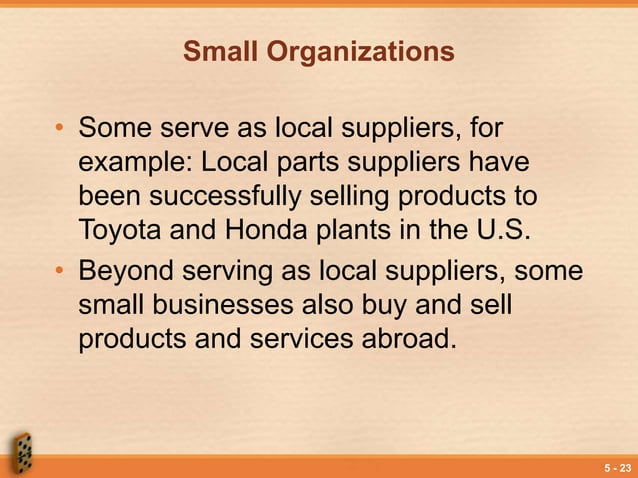 Small Organizations
• Some serve as local suppliers, for
example: Local parts suppliers have
been successfully selling products to
Toyota and Honda plants in the U.S.
• Beyond serving as local suppliers, some
small businesses also buy and sell
products and services abroad.
5 - 23